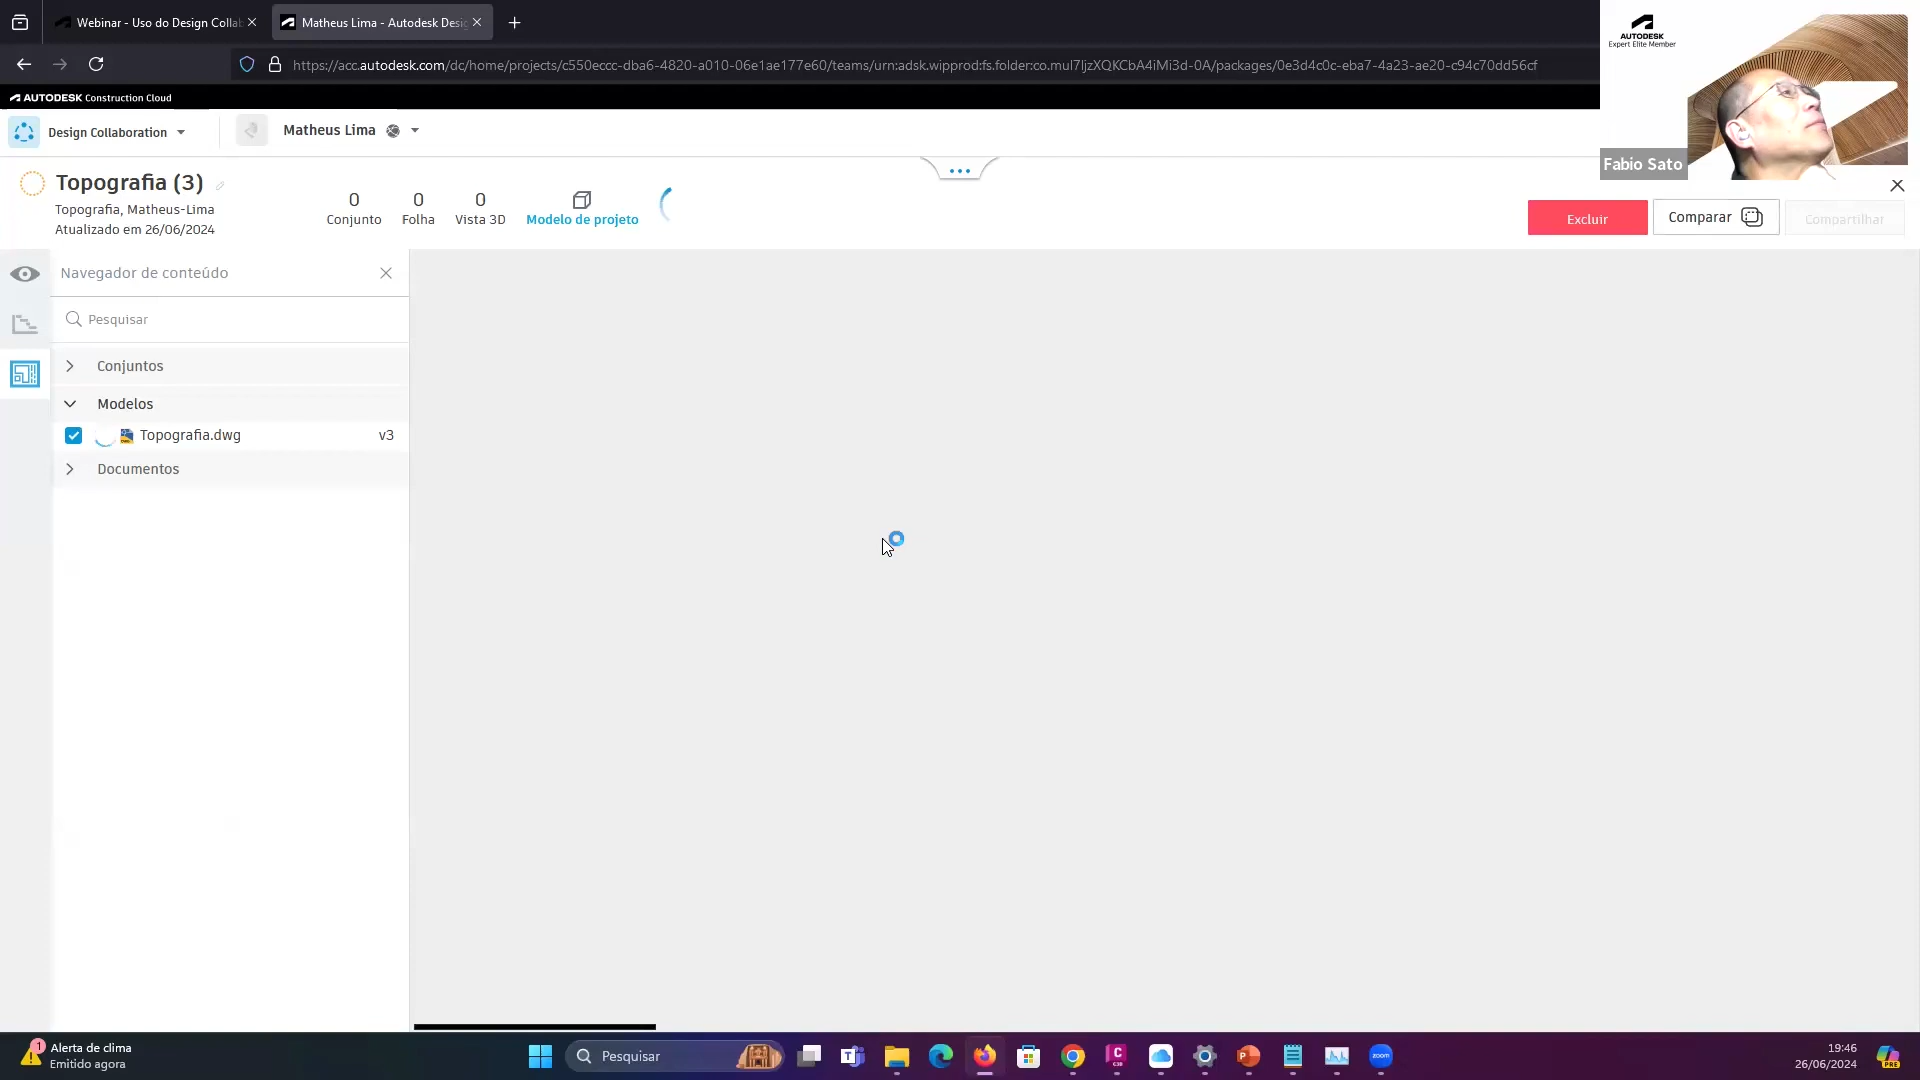 Webinar - Uso do Design Collab
Matheus Lima - Autodesk Desig
https://acc.autodesk.com/dc/home/projects/c550eccc-dba6-4820-a010-06e1ae177e60/teams/urn:adsk.wipprod:fs.folder:co.mul7ljzXQKCbA4iMi3d-0A/packages/0e3d4c0c-eba7-4a23-ae20-c94c70dd56cf
AUTODESK Construction Cloud
AUTODESK
Expert Elite Member
Fabio Sato
Design Collaboration
Matheus Lima
Topografia (3)
Topografia, Matheus-Lima
Atualizado em 26/06/2024
0
Conjunto
0
Folha
0
Vista 3D
Modelo de projeto
Excluir
Comparar
Compartilhar
Navegador de conteúdo
Pesquisar
Conjuntos
Modelos
Topografia.dwg v3
Documentos
1
Alerta de clima
Emitido agora
Pesquisar
zoom
19:46
26/06/2024
PRE